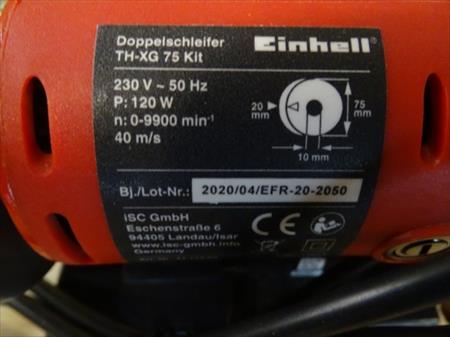 Doppelschleifer
TH-XG 75 Kit
Einhell
230 V ~ 50 Hz
P: 120 W
n: 0-9900 min⁻¹
40 m/s
20 mm
75 mm
10 mm
Bj./Lot-Nr.: 2020/04/EFR-20-2050
iSC GmbH
Eschenstraße 6
94405 Landau/Isar
www.isc-gmbh.info
Germany
CE